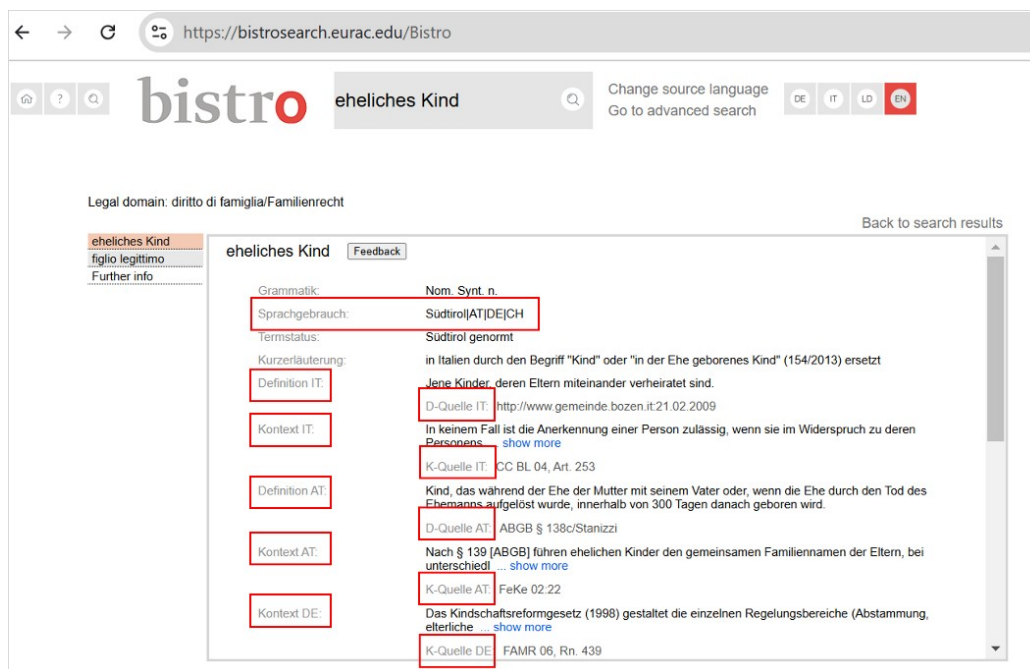 https://bistrosearch.eurac.edu/Bistro
bistro
eheliches Kind
Change source language
Go to advanced search
DE IT LD EN
Legal domain: diritto di famiglia/Familienrecht
Back to search results
eheliches Kind
figlio legittimo
Further info
eheliches Kind Feedback
Grammatik: Nom. Synt. n.
Sprachgebrauch: Südtirol|AT|DE|CH
Termstatus: Südtirol genormt
Kurzerläuterung: in Italien durch den Begriff "Kind" oder "in der Ehe geborenes Kind" (154/2013) ersetzt
Definition IT: Jene Kinder, deren Eltern miteinander verheiratet sind.
D-Quelle IT: http://www.gemeinde.bozen.it:21.02.2009
Kontext IT: In keinem Fall ist die Anerkennung einer Person zulässig, wenn sie im Widerspruch zu deren
Personens ... show more
K-Quelle IT: CC BL 04, Art. 253
Definition AT: Kind, das während der Ehe der Mutter mit seinem Vater oder, wenn die Ehe durch den Tod des
Ehemanns aufgelöst wurde, innerhalb von 300 Tagen danach geboren wird.
D-Quelle AT: ABGB § 138c/Stanizzi
Kontext AT: Nach § 139 [ABGB] führen ehelichen Kinder den gemeinsamen Familiennamen der Eltern, bei
unterschiedl ... show more
K-Quelle AT: FeKe 02:22
Kontext DE: Das Kindschaftsreformgesetz (1998) gestaltet die einzelnen Regelungsbereiche (Abstammung,
elterliche ... show more
K-Quelle DE: FAMR 06, Rn. 439